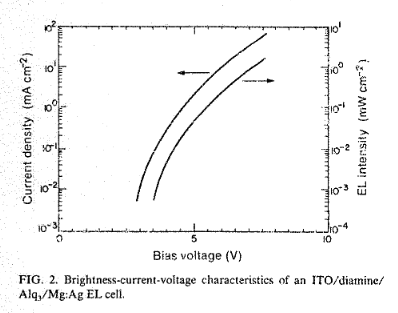 10²
10¹
10⁰
10⁻¹
10⁻²
10⁻³
Current density (mA cm⁻²)
10¹
10⁰
10⁻¹
10⁻²
10⁻³
10⁻⁴
EL intensity (mW cm⁻²)
0 5 10
Bias voltage (V)
FIG. 2. Brightness-current-voltage characteristics of an ITO/diamine/
Alq₃/Mg:Ag EL cell.